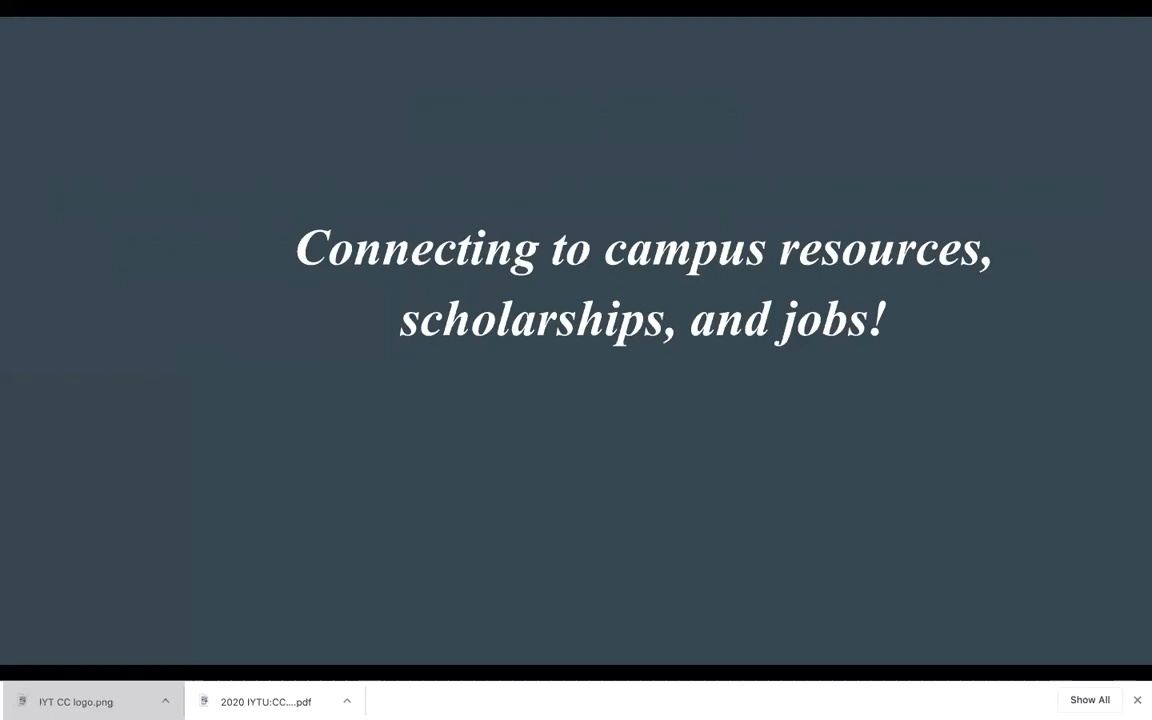 Connecting to campus resources,
scholarships, and jobs!
IYT CC logo.png
2020 IYTU:CC....pdf
Show All